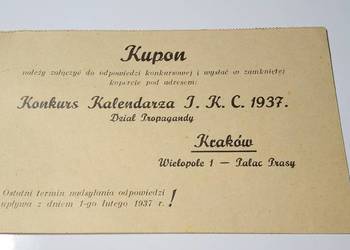 Kupon
należy załączyć do odpowiedzi konkursowej i wysłać w zamkniętej
kopercie pod adresem:
Konkurs Kalendarza I. K. C. 1937.
Dział Propagandy
Kraków
Wielopole 1 — Pałac Prasy
Ostatni termin nadsyłania odpowiedzi
upływa z dniem 1-go lutego 1937 r. !